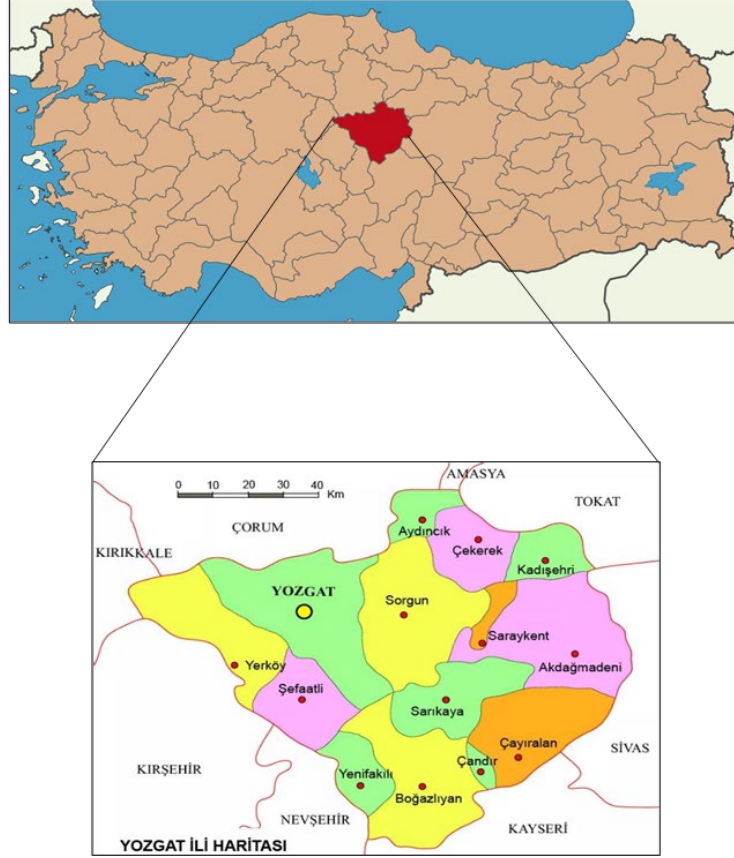 AMASYA
0 10 20 30 40
Km
TOKAT
ÇORUM
Aydıncık
Çekerek
KIRIKKALE
Kadışehri
YOZGAT
Sorgun
Saraykent
Yerköy
Akdağmadeni
Şefaatli
Sarıkaya
Çayıralan
SİVAS
Çandır
KIRŞEHİR
Yenifakılı
Boğazlıyan
NEVŞEHİR
KAYSERİ
YOZGAT İLİ HARİTASI